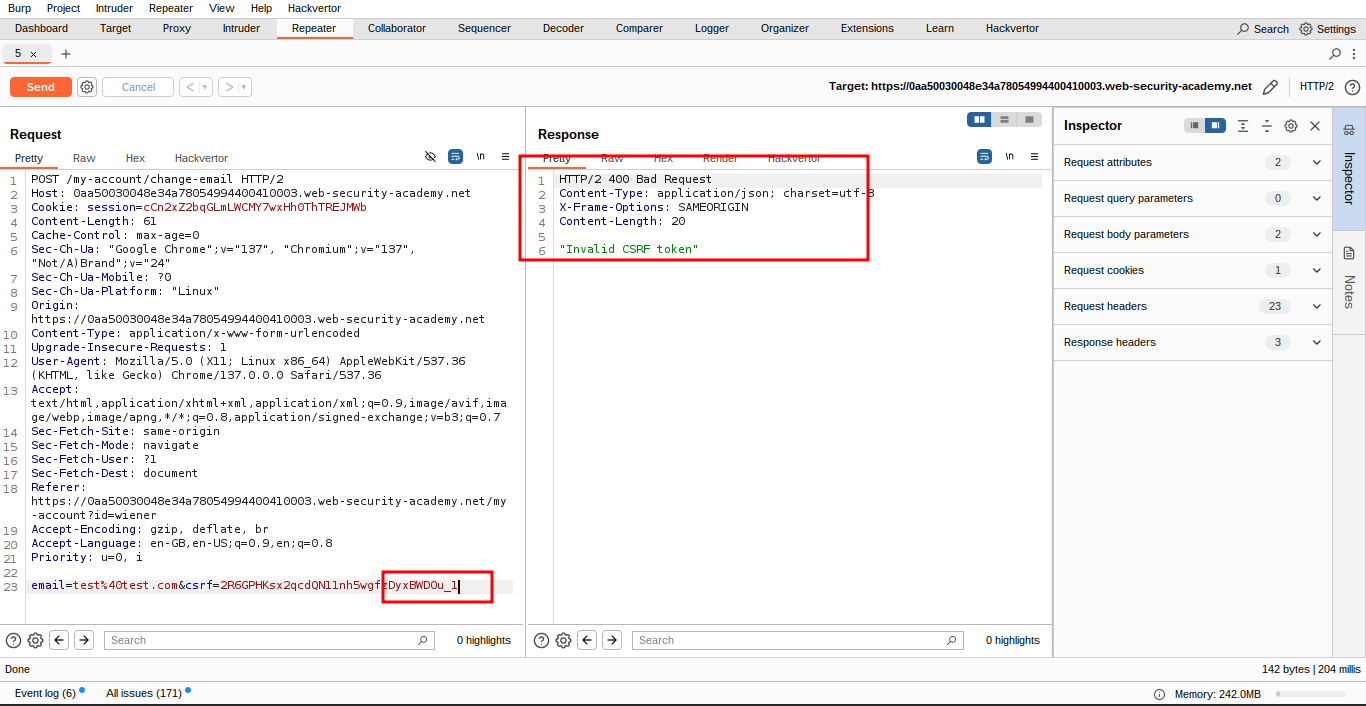 Burp Project Intruder Repeater View Help Hackvertor
Dashboard Target Proxy Intruder Repeater Collaborator Sequencer Decoder Comparer Logger Organizer Extensions Learn Hackvertor Search Settings
5 × +
Send Cancel < > Target: https://0aa50030048e34a78054994400410003.web-security-academy.net HTTP/2
Request
Pretty Raw Hex Hackvertor \n
1 POST /my-account/change-email HTTP/2
2 Host: 0aa50030048e34a78054994400410003.web-security-academy.net
3 Cookie: session=cCn2xZ2bqGLmLWCMY7wxHh0ThTREJMWb
4 Content-Length: 61
5 Cache-Control: max-age=0
6 Sec-Ch-Ua: "Google Chrome";v="137", "Chromium";v="137",
"Not/A)Brand";v="24"
7 Sec-Ch-Ua-Mobile: ?0
8 Sec-Ch-Ua-Platform: "Linux"
9 Origin:
https://0aa50030048e34a78054994400410003.web-security-academy.net
10 Content-Type: application/x-www-form-urlencoded
11 Upgrade-Insecure-Requests: 1
12 User-Agent: Mozilla/5.0 (X11; Linux x86_64) AppleWebKit/537.36
(KHTML, like Gecko) Chrome/137.0.0.0 Safari/537.36
13 Accept:
text/html,application/xhtml+xml,application/xml;q=0.9,image/avif,ima
ge/webp,image/apng,*/*;q=0.8,application/signed-exchange;v=b3;q=0.7
14 Sec-Fetch-Site: same-origin
15 Sec-Fetch-Mode: navigate
16 Sec-Fetch-User: ?1
17 Sec-Fetch-Dest: document
18 Referer:
https://0aa50030048e34a78054994400410003.web-security-academy.net/my
-account?id=wiener
19 Accept-Encoding: gzip, deflate, br
20 Accept-Language: en-GB,en-US;q=0.9,en;q=0.8
21 Priority: u=0, i
22
23 email=test%40test.com&csrf=2R6GPHKsx2qcdQN11nh5wgfzDyxBWDOu_1
Search 0 highlights
Response
Pretty Raw Hex Render Hackvertor \n
1 HTTP/2 400 Bad Request
2 Content-Type: application/json; charset=utf-8
3 X-Frame-Options: SAMEORIGIN
4 Content-Length: 20
5
6 "Invalid CSRF token"
Search 0 highlights
Inspector
Request attributes 2
Request query parameters 0
Request body parameters 2
Request cookies 1
Request headers 23
Response headers 3
Inspector
Notes
Done 142 bytes | 204 millis
Event log (6) All issues (171) Memory: 242.0MB